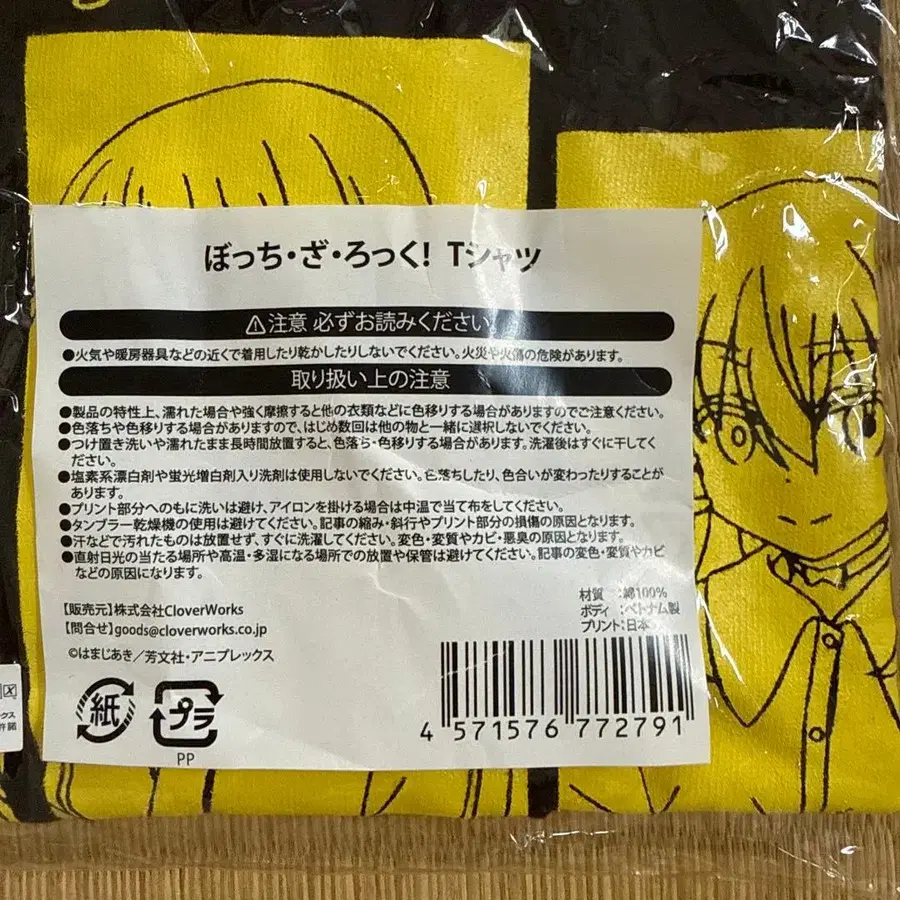 ぼっち・ざ・ろっく! Tシャツ
⚠注意 必ずお読みください
●火気や暖房器具などの近くで着用したり乾かしたりしないでください。火災や火傷の危険があります。
取り扱い上の注意
●製品の特性上、濡れた場合や強く摩擦すると他の衣類などに色移りする場合がありますのでご注意ください。
●色落ちや色移りする場合がありますので、はじめ数回は他の物と一緒に選択しないでください。
●つけ置き洗いや濡れたまま長時間放置すると、色落ち・色移りする場合があります。洗濯後はすぐに干してく
ださい。
●塩素系漂白剤や蛍光増白剤入り洗剤は使用しないでください。色落ちしたり、色合いが変わったりすることが
あります。
●プリント部分へのもに洗いは避け、アイロンを掛ける場合は中温で当て布をしてください。
●タンブラー乾燥機の使用は避けてください。記事の縮み・斜行やプリント部分の損傷の原因となります。
●汗などで汚れたものは放置せず、すぐに洗濯してください。変色・変質やカビ・悪臭の原因となります。
●直射日光の当たる場所や高温・多湿になる場所での放置や保管は避けてください。記事の変色・変質やカビ
などの原因になります。
材質 :綿100%
ボディ:ベトナム製
プリント:日本
【販売元】株式会社CloverWorks
【問合せ】goods@cloverworks.co.jp
©はまじあき/芳文社・アニプレックス
紙
プラ
PP
4 571576 772791
X
ックス
許諾